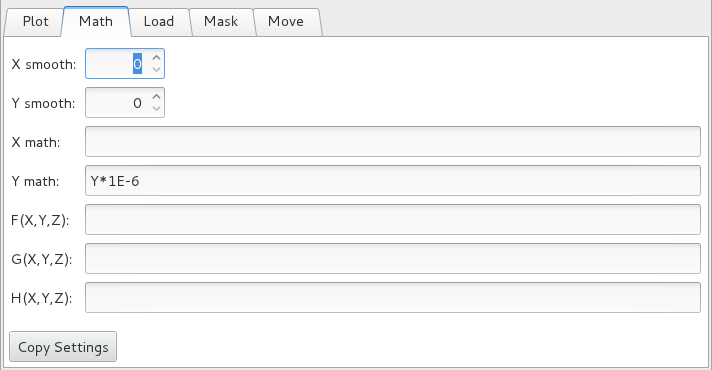 Plot Math Load Mask Move
X smooth: 0
Y smooth: 0
X math:
Y math: Y*1E-6
F(X,Y,Z):
G(X,Y,Z):
H(X,Y,Z):
Copy Settings